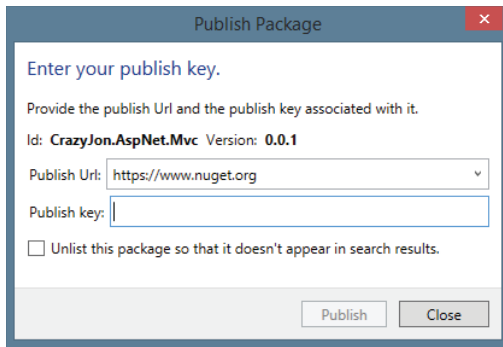 Publish Package
Enter your publish key.
Provide the publish Url and the publish key associated with it.
Id: CrazyJon.AspNet.Mvc Version: 0.0.1
Publish Url: https://www.nuget.org
Publish key:
Unlist this package so that it doesn't appear in search results.
Publish Close